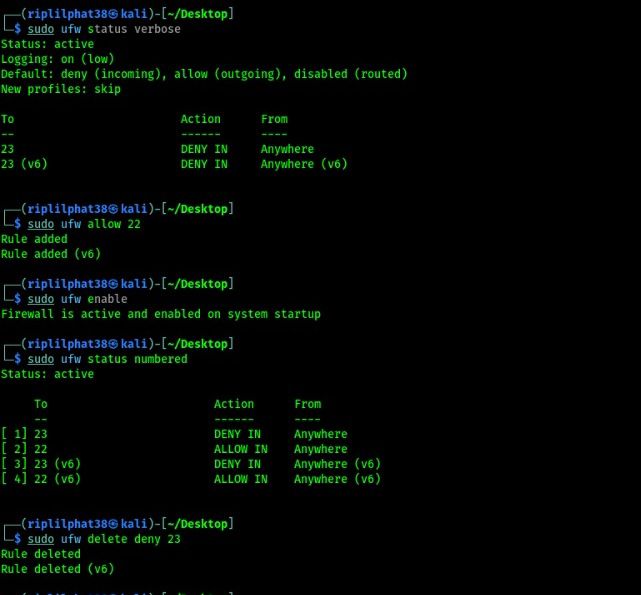 ┌──(riplilphat38㉿kali)-[~/Desktop]
└─$ sudo ufw status verbose
Status: active
Logging: on (low)
Default: deny (incoming), allow (outgoing), disabled (routed)
New profiles: skip
To                         Action      From
--                         ------      ----
23                         DENY IN     Anywhere
23 (v6)                    DENY IN     Anywhere (v6)
┌──(riplilphat38㉿kali)-[~/Desktop]
└─$ sudo ufw allow 22
Rule added
Rule added (v6)
┌──(riplilphat38㉿kali)-[~/Desktop]
└─$ sudo ufw enable
Firewall is active and enabled on system startup
┌──(riplilphat38㉿kali)-[~/Desktop]
└─$ sudo ufw status numbered
Status: active
     To                         Action      From
     --                         ------      ----
[ 1] 23                         DENY IN     Anywhere
[ 2] 22                         ALLOW IN    Anywhere
[ 3] 23 (v6)                    DENY IN     Anywhere (v6)
[ 4] 22 (v6)                    ALLOW IN    Anywhere (v6)
┌──(riplilphat38㉿kali)-[~/Desktop]
└─$ sudo ufw delete deny 23
Rule deleted
Rule deleted (v6)